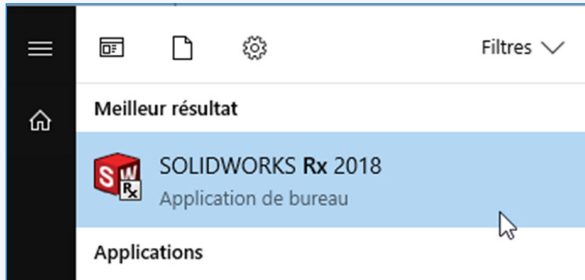 Filtres
Meilleur résultat
SOLIDWORKS Rx 2018
Application de bureau
Applications